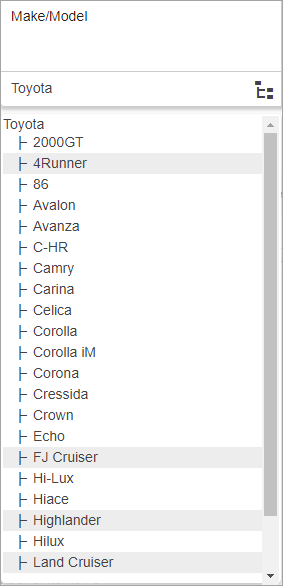 Make/Model
Toyota
Toyota
├ 2000GT
├ 4Runner
├ 86
├ Avalon
├ Avanza
├ C-HR
├ Camry
├ Carina
├ Celica
├ Corolla
├ Corolla iM
├ Corona
├ Cressida
├ Crown
├ Echo
├ FJ Cruiser
├ Hi-Lux
├ Hiace
├ Highlander
├ Hilux
├ Land Cruiser